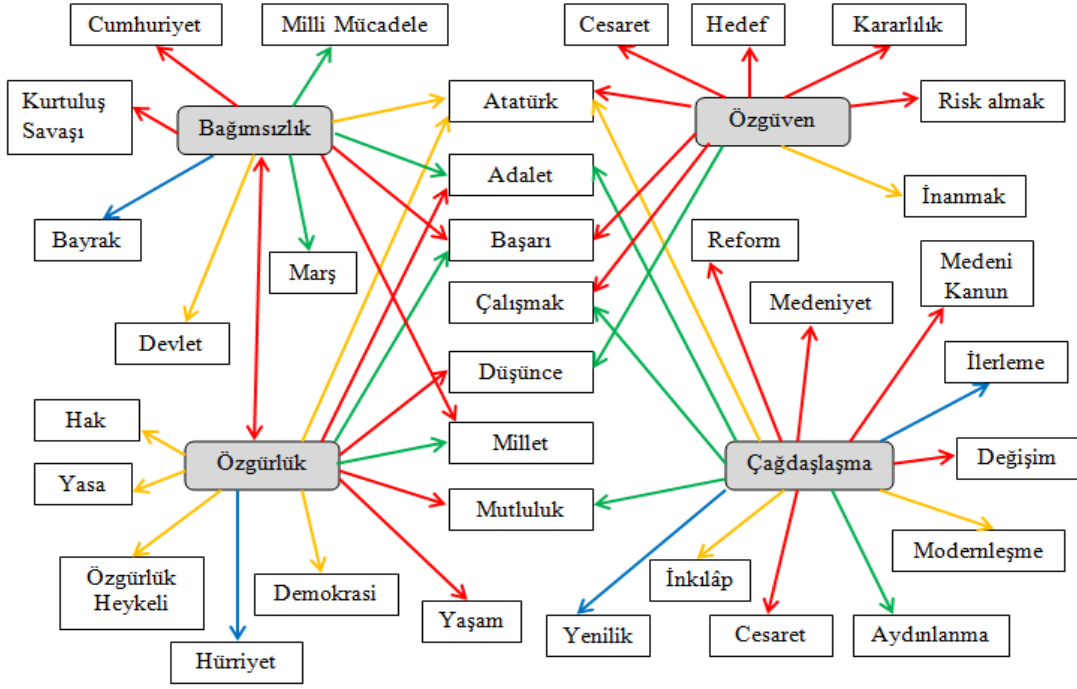 Cumhuriyet
Milli Mücadele
Cesaret
Hedef
Kararlılık
Kurtuluş
Savaşı
Bağımsızlık
Atatürk
Özgüven
Risk almak
Adalet
İnanmak
Bayrak
Marş
Başarı
Reform
Medeni
Kanun
Çalışmak
Medeniyet
Devlet
Düşünce
İlerleme
Hak
Özgürlük
Millet
Çağdaşlaşma
Değişim
Yasa
Mutluluk
Modernleşme
Özgürlük
Heykeli
Demokrasi
İnkılâp
Yaşam
Yenilik
Cesaret
Aydınlanma
Hürriyet